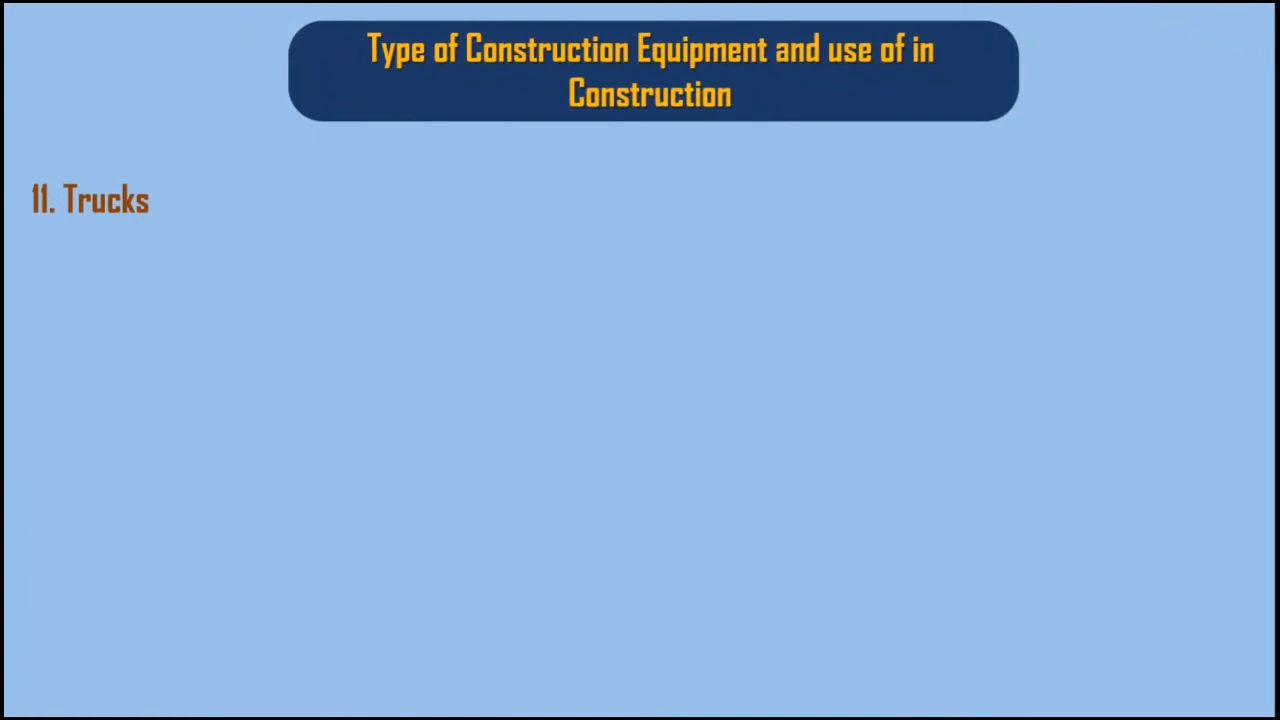 Type of Construction Equipment and use of in
Construction
11. Trucks